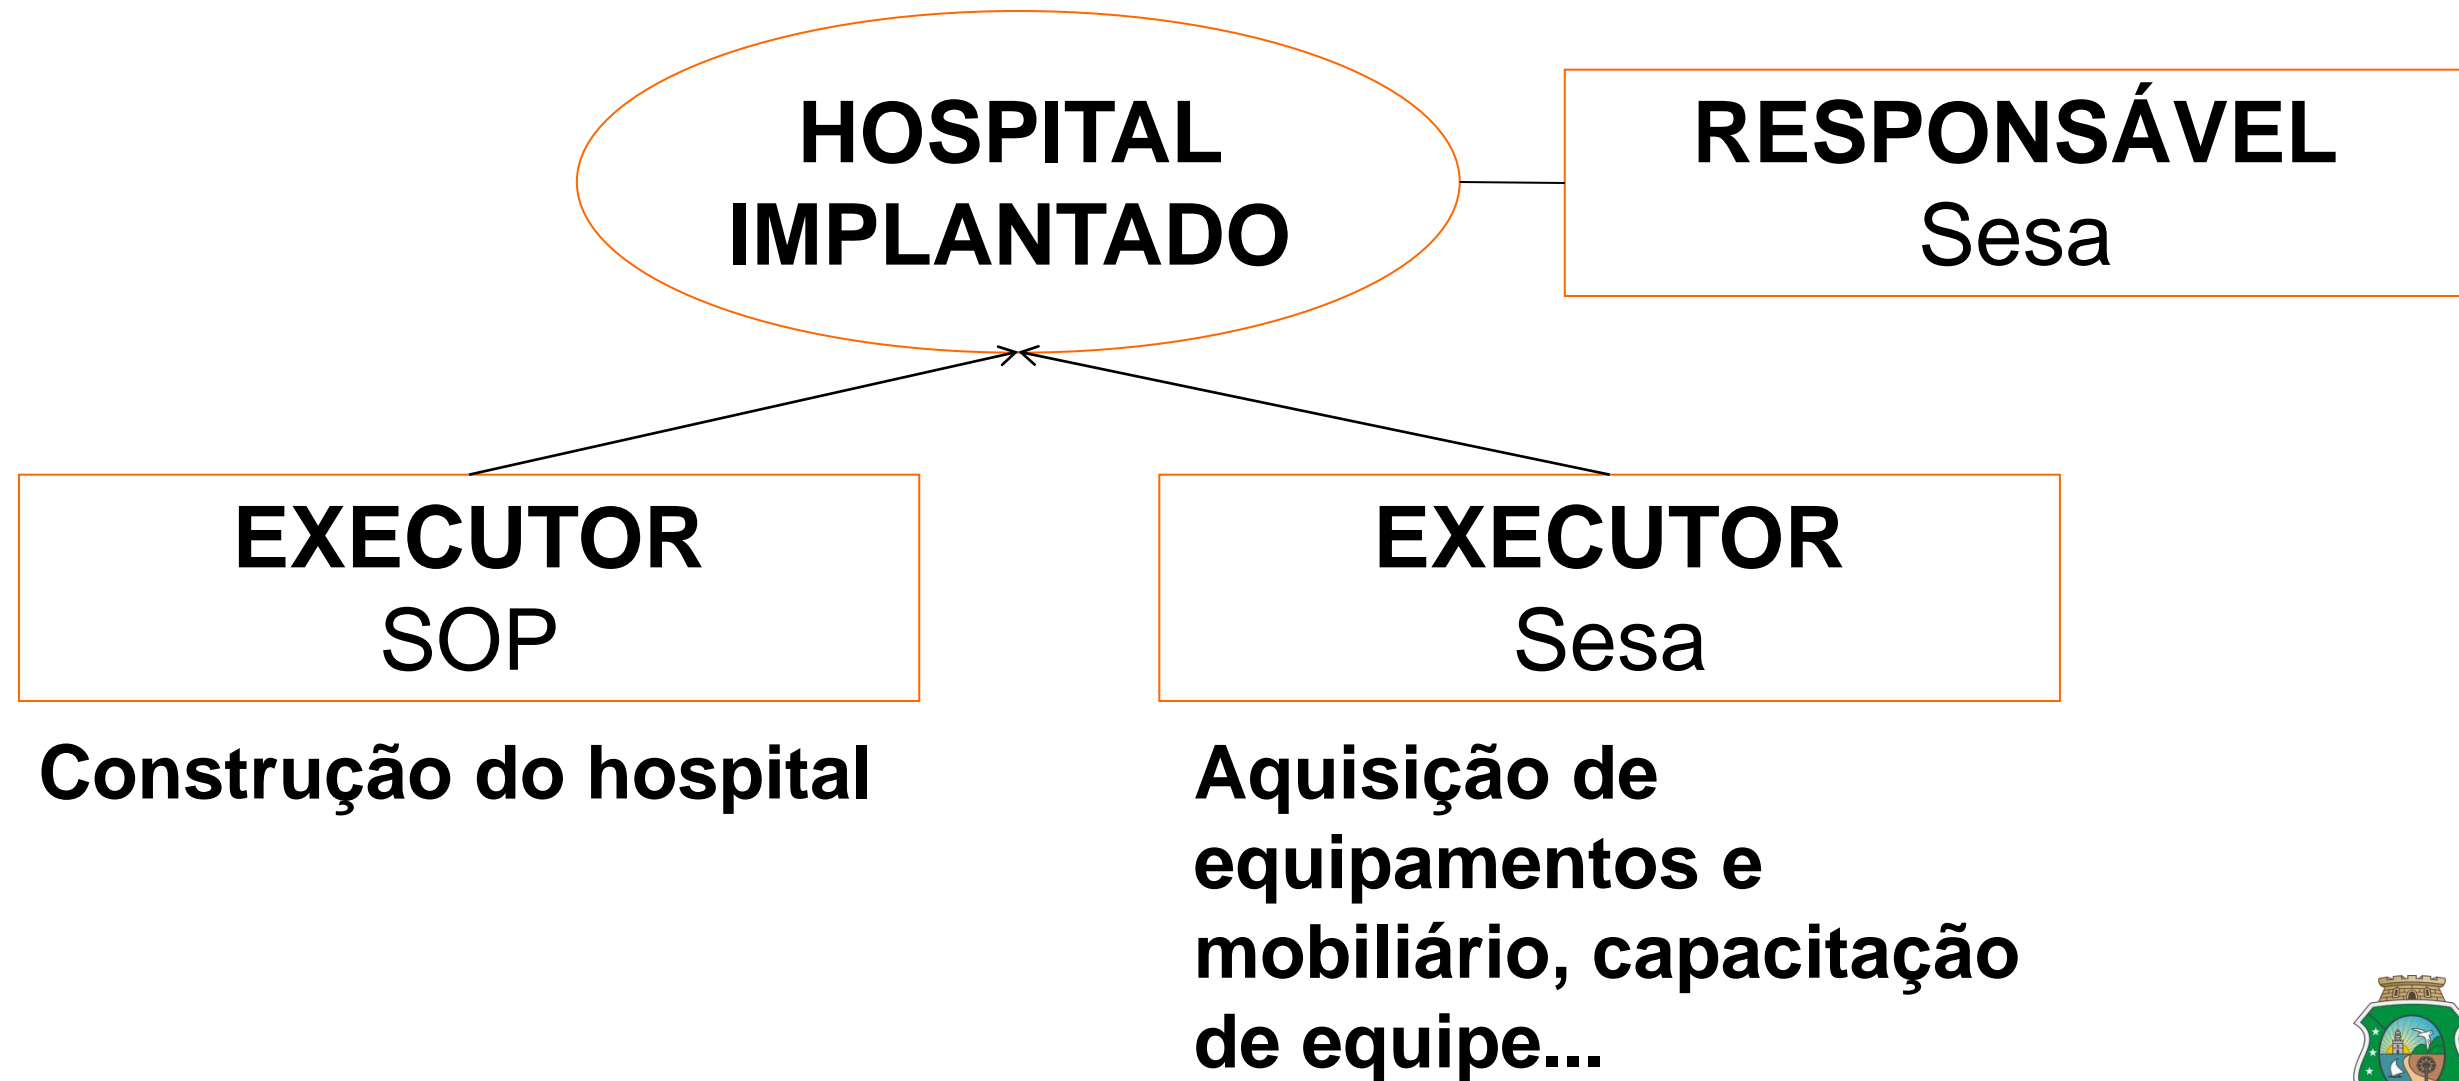 HOSPITAL
IMPLANTADO
RESPONSÁVEL
Sesa
EXECUTOR
SOP
EXECUTOR
Sesa
Construção do hospital
Aquisição de
equipamentos e
mobiliário, capacitação
de equipe...